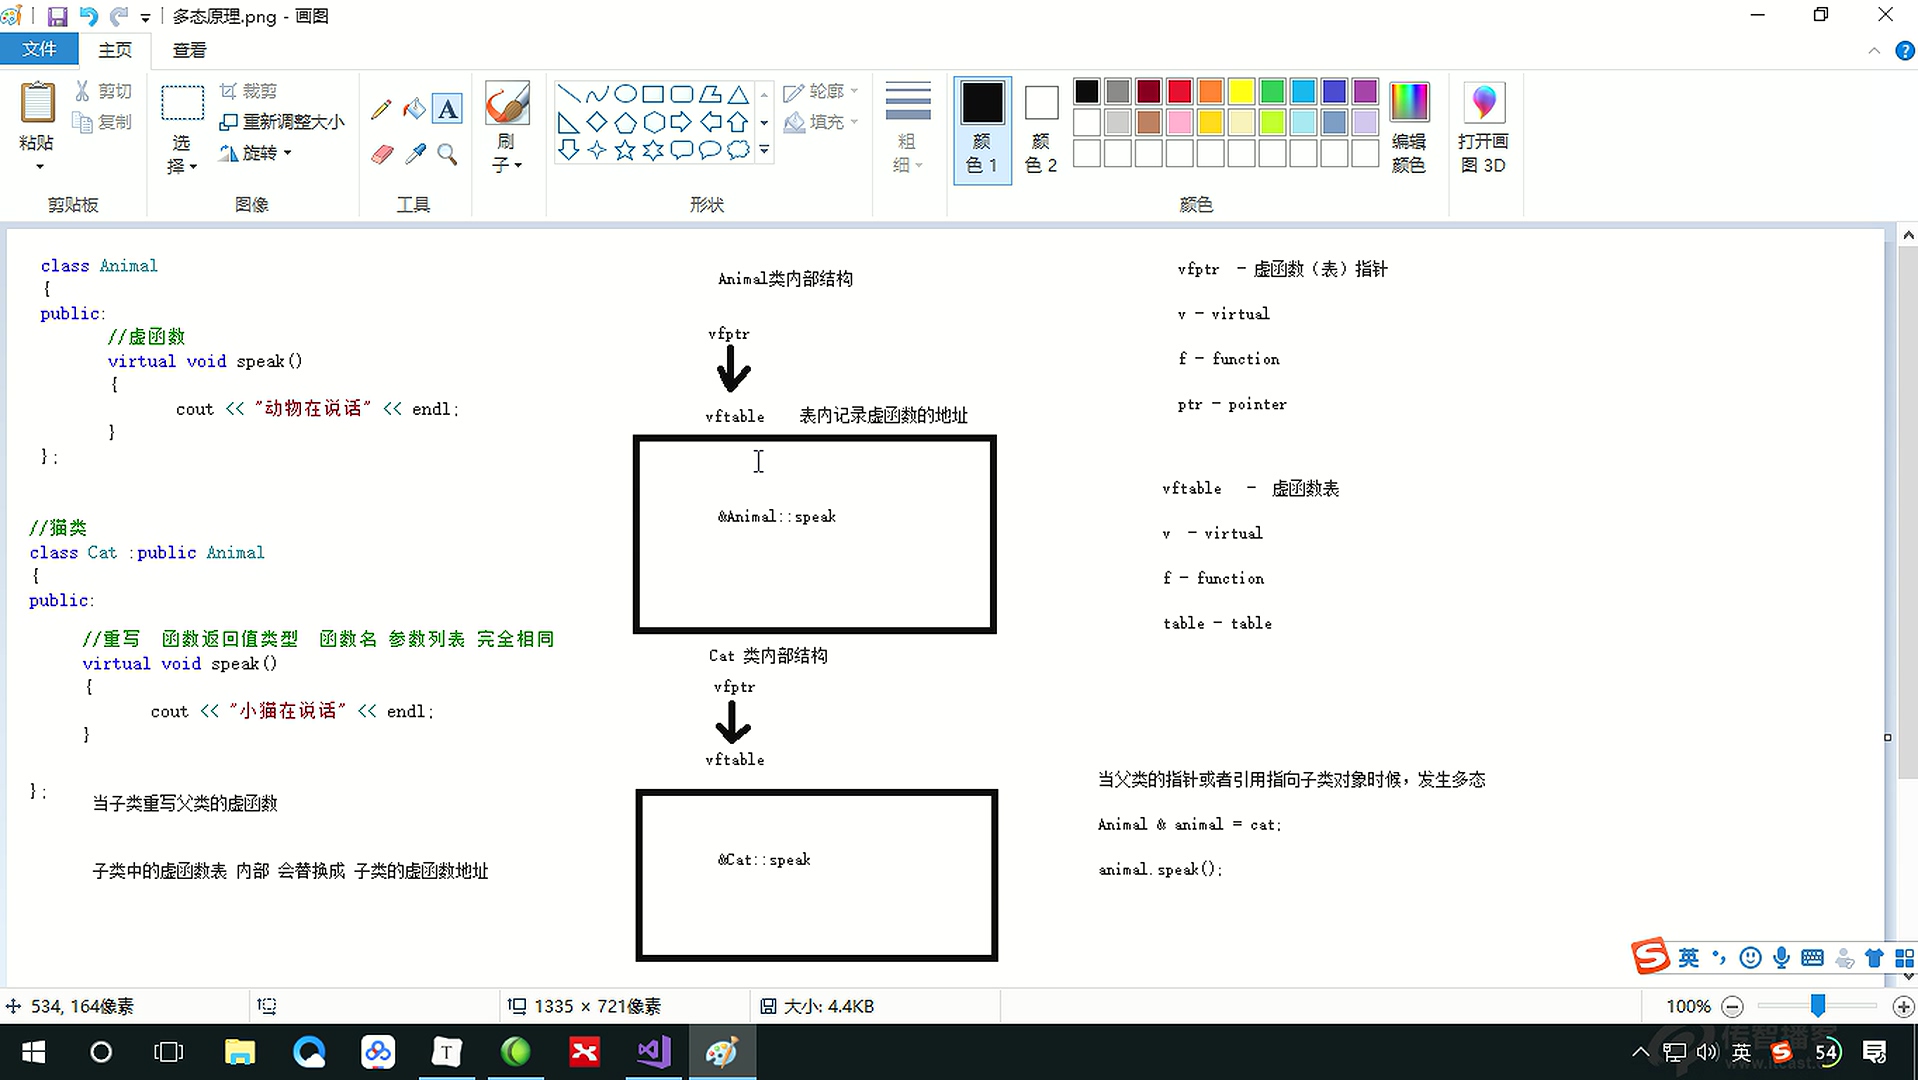 多态原理.png - 画图
文件 主页 查看
粘贴
剪切
复制
剪贴板
选择
裁剪
重新调整大小
旋转
图像
A
工具
刷子
形状
轮廓
填充
粗细
颜色 1
颜色 2
颜色
编辑颜色
打开画图 3D
class Animal
{
public:
//虚函数
virtual void speak()
{
cout << "动物在说话" << endl;
}
};
//猫类
class Cat :public Animal
{
public:
//重写 函数返回值类型 函数名 参数列表 完全相同
virtual void speak()
{
cout << "小猫在说话" << endl;
}
};
当子类重写父类的虚函数
子类中的虚函数表 内部 会替换成 子类的虚函数地址
Animal类内部结构
vfptr
vftable 表内记录虚函数的地址
&Animal::speak
Cat 类内部结构
vfptr
vftable
&Cat::speak
vfptr - 虚函数（表）指针
v - virtual
f - function
ptr - pointer
vftable - 虚函数表
v - virtual
f - function
table - table
当父类的指针或者引用指向子类对象时候，发生多态
Animal & animal = cat;
animal.speak();
S 英
534, 164像素
1335 × 721像素
大小: 4.4KB
100%
T
英 S 54
传智播客
www.itcast.c